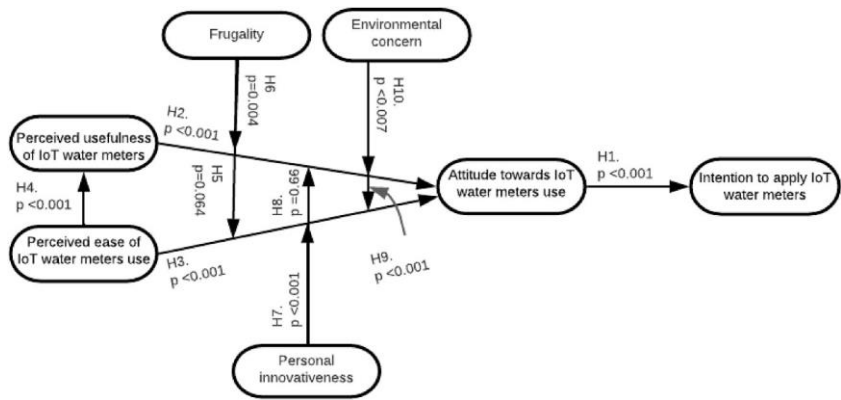 Frugality
Environmental
concern
H6
p=0.004
H10.
p <0.007
Perceived usefulness
of IoT water meters
H2.
p <0.001
H5
p=0.064
H8.
Attitude towards IoT
water meters use
H1.
p <0.001
Intention to apply IoT
water meters
H4.
p <0.001
Perceived ease of
IoT water meters use
H3.
p <0.001
H9.
p <0.001
H7.
p <0.001
Personal
innovativeness